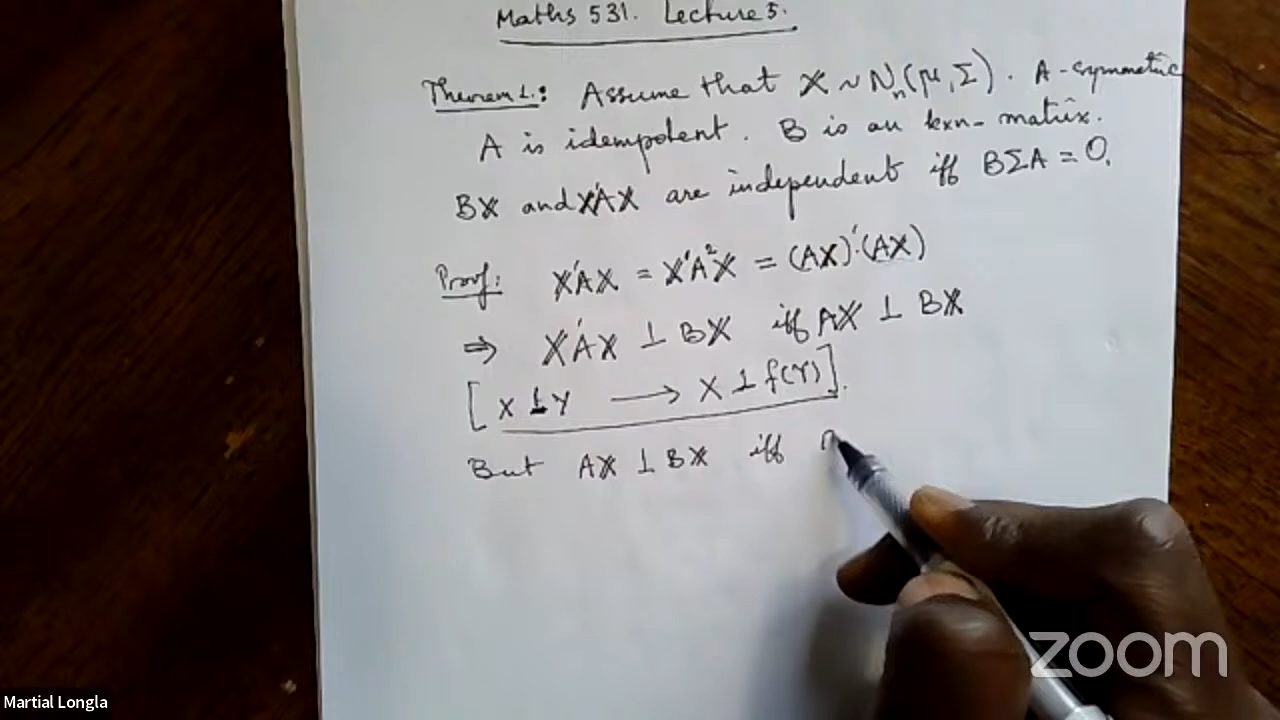 Maths 531. Lecture 5.
Theorem 1.: Assume that X ~ Nₙ(μ, Σ). A-symmetric
A is idempotent. B is an kxn-matrix.
BX and X'AX are independent iff BΣA = 0.
Proof: X'AX = X'A²X = (AX)'·(AX)
⇒ X'AX ⊥ BX iff AX ⊥ BX
[X ⊥ Y ⟶ X ⊥ f(Y)].
But AX ⊥ BX iff
zoom
Martial Longla